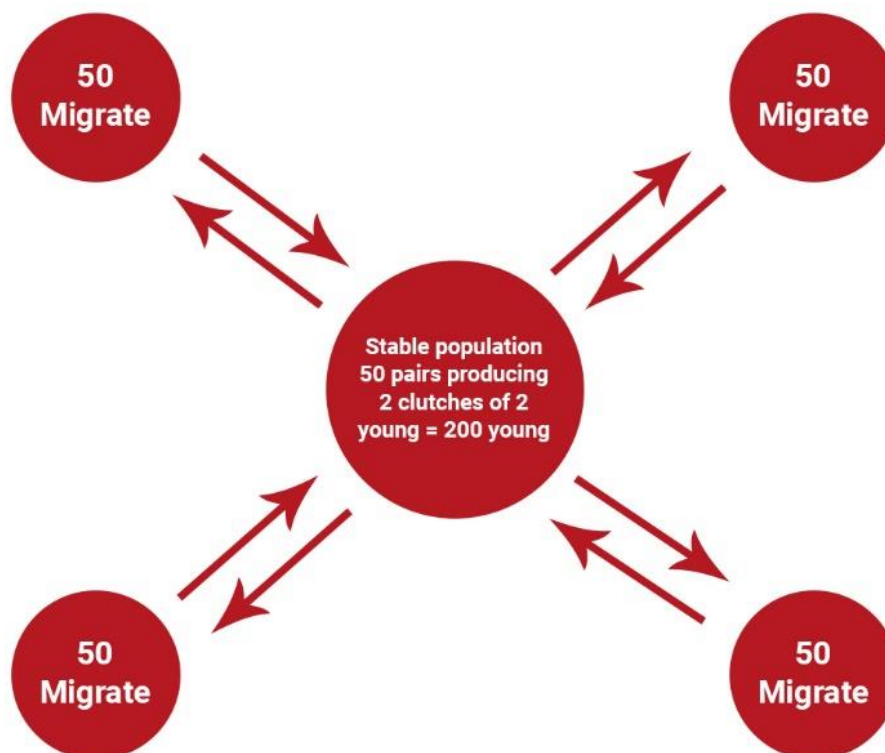 50
Migrate
50
Migrate
Stable population
50 pairs producing
2 clutches of 2
young = 200 young
50
Migrate
50
Migrate